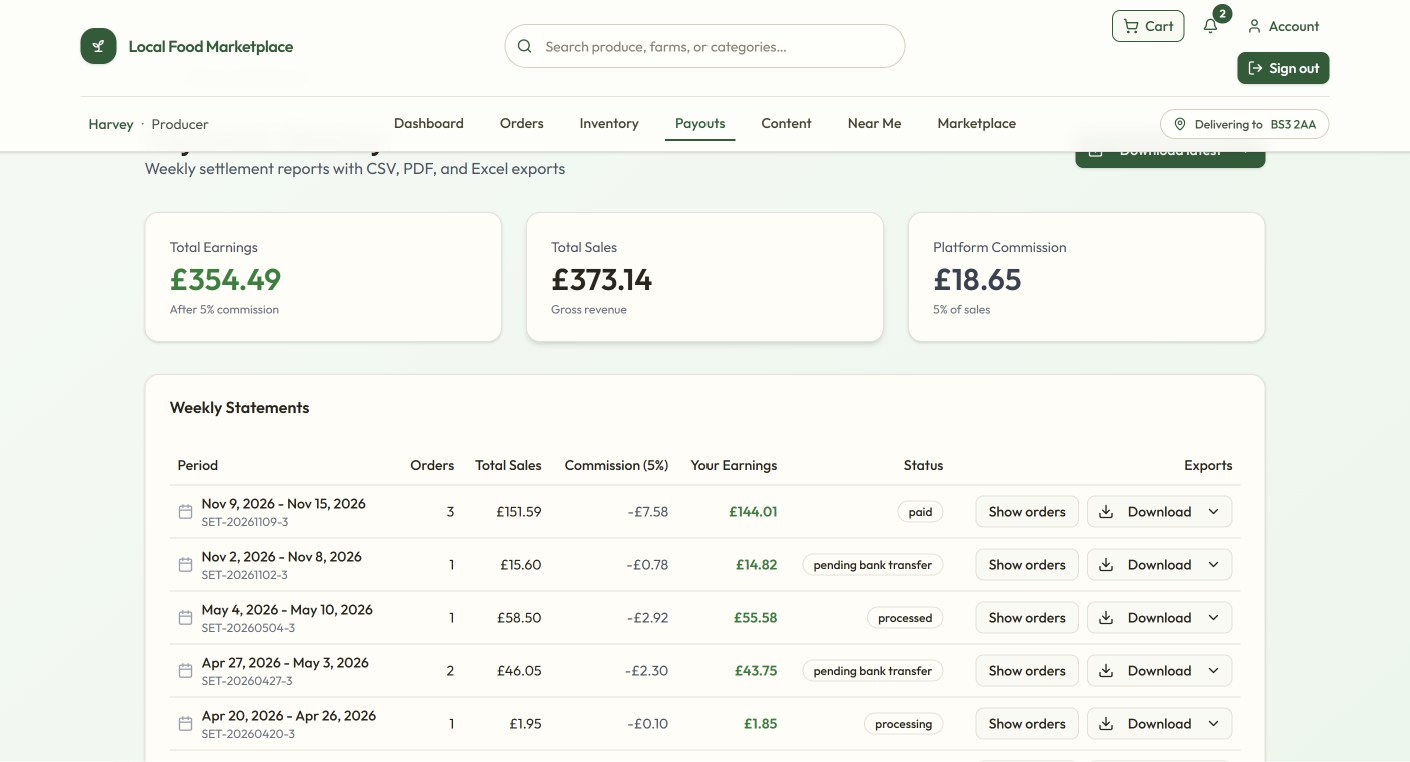 Local Food Marketplace
Search produce, farms, or categories...
Cart
2
Account
Sign out
Harvey · Producer
Dashboard
Orders
Inventory
Payouts
Content
Near Me
Marketplace
Delivering to BS3 2AA
Weekly settlement reports with CSV, PDF, and Excel exports
Total Earnings
£354.49
After 5% commission
Total Sales
£373.14
Gross revenue
Platform Commission
£18.65
5% of sales
Weekly Statements
Period Orders Total Sales Commission (5%) Your Earnings Status Exports
Nov 9, 2026 - Nov 15, 2026
SET-20261109-3
3 £151.59 -£7.58 £144.01 paid Show orders Download
Nov 2, 2026 - Nov 8, 2026
SET-20261102-3
1 £15.60 -£0.78 £14.82 pending bank transfer Show orders Download
May 4, 2026 - May 10, 2026
SET-20260504-3
1 £58.50 -£2.92 £55.58 processed Show orders Download
Apr 27, 2026 - May 3, 2026
SET-20260427-3
2 £46.05 -£2.30 £43.75 pending bank transfer Show orders Download
Apr 20, 2026 - Apr 26, 2026
SET-20260420-3
1 £1.95 -£0.10 £1.85 processing Show orders Download